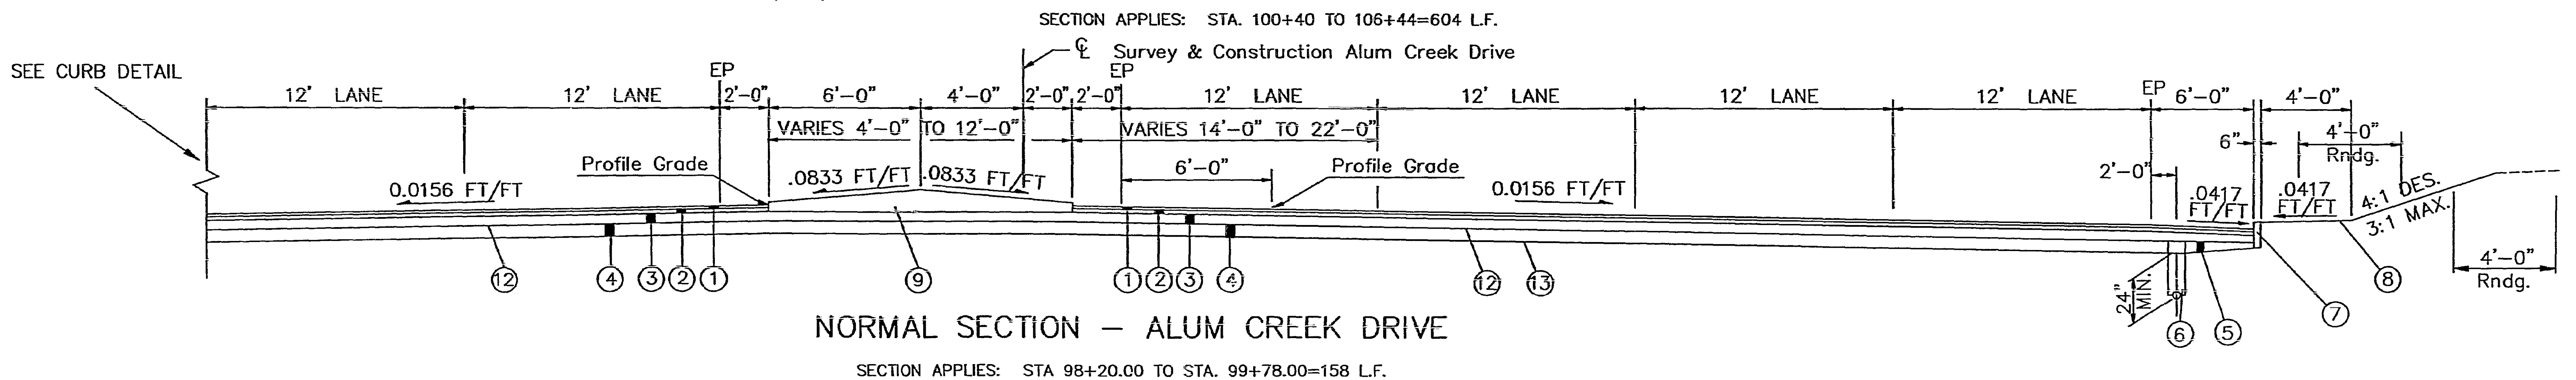 SECTION APPLIES: STA. 100+40 TO 106+44=604 L.F.
℄ Survey & Construction Alum Creek Drive
SEE CURB DETAIL
EP EP EP
12' LANE 12' LANE 2'-0" 6'-0" 4'-0" 2'-0" 2'-0" 12' LANE 12' LANE 12' LANE 12' LANE 6'-0" 4'-0"
VARIES 4'-0" TO 12'-0" VARIES 14'-0" TO 22'-0" 6" 4'-0"
Rndg.
Profile Grade 6'-0" Profile Grade 2'-0"
0.0156 FT/FT .0833 FT/FT .0833 FT/FT 0.0156 FT/FT .0417 FT/FT .0417 FT/FT 4:1 DES.
3:1 MAX.
12 4 3 2 1 9 1 2 3 4 12 13 24" MIN. 6 5 7 8 4'-0"
Rndg.
NORMAL SECTION – ALUM CREEK DRIVE
SECTION APPLIES: STA 98+20.00 TO STA. 99+78.00=158 L.F.